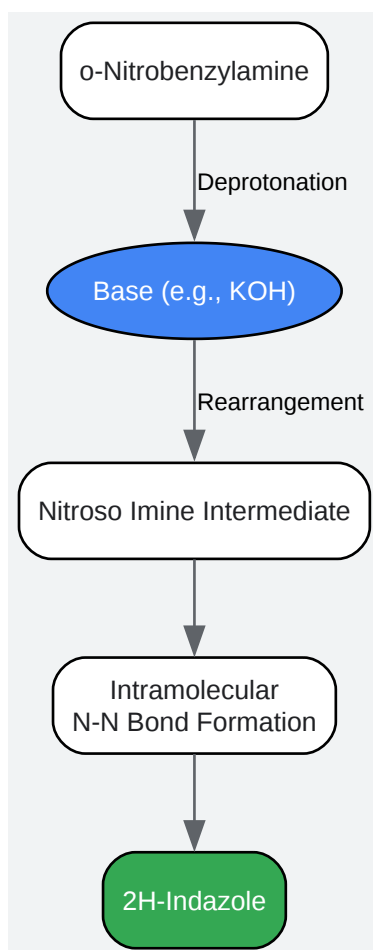 o-Nitrobenzylamine
Deprotonation
Base (e.g., KOH)
Rearrangement
Nitroso Imine Intermediate
Intramolecular
N-N Bond Formation
2H-Indazole